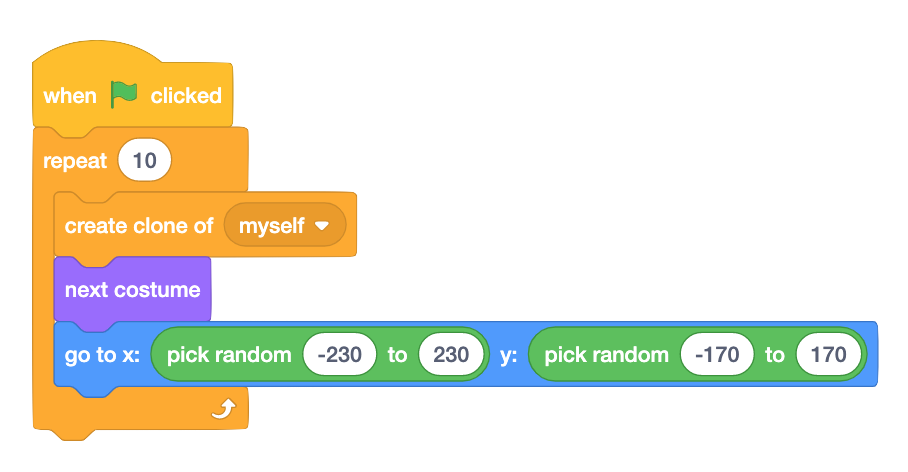 when clicked
repeat 10
create clone of myself
next costume
go to x: pick random -230 to 230 y: pick random -170 to 170